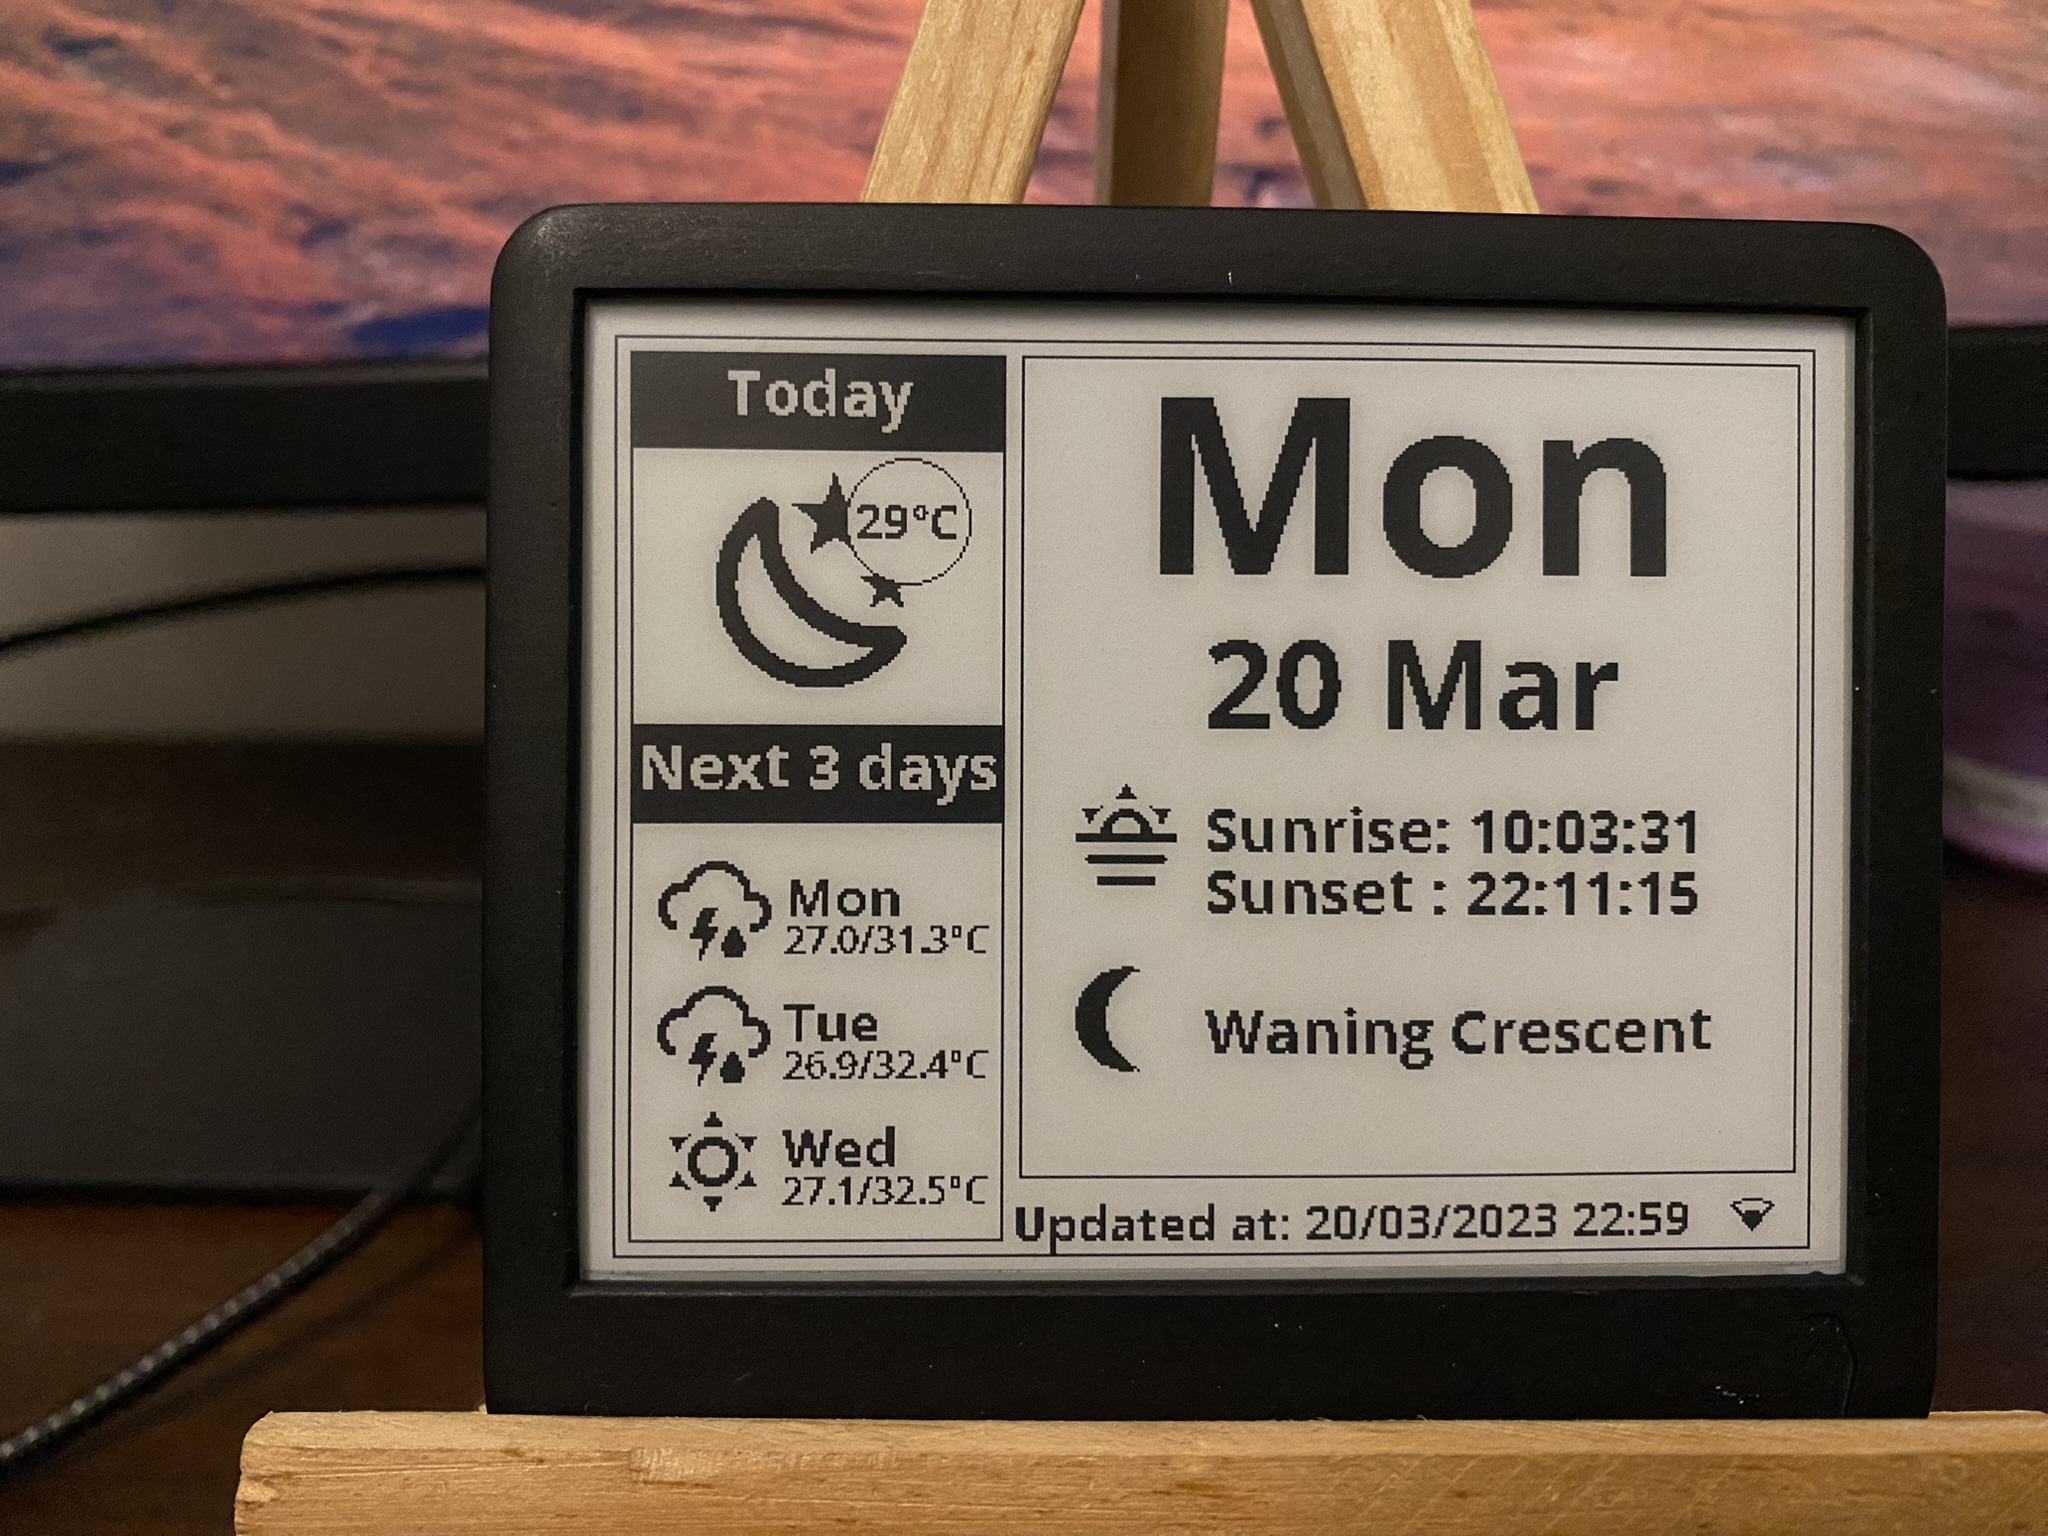 Today
29°C
Next 3 days
Mon
27.0/31.3°C
Tue
26.9/32.4°C
Wed
27.1/32.5°C
Mon
20 Mar
Sunrise: 10:03:31
Sunset : 22:11:15
Waning Crescent
Updated at: 20/03/2023 22:59